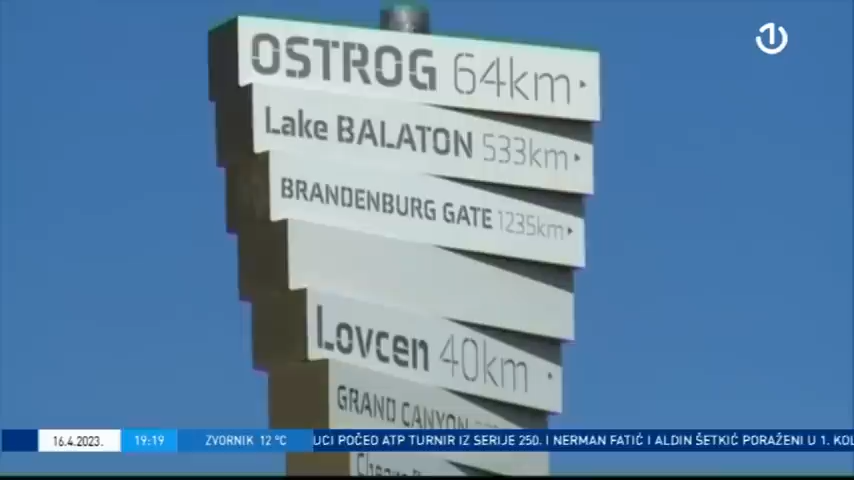 OSTROG 64km
Lake BALATON 533km
BRANDENBURG GATE 1235km
Lovcen 40km
GRAND CANYON
16.4.2023. 19:19 ZVORNIK 12 °C UCI POČEO ATP TURNIR IZ SERIJE 250. I NERMAN FATIĆ I ALDIN ŠETKIĆ PORAŽENI U 1. KOL
1